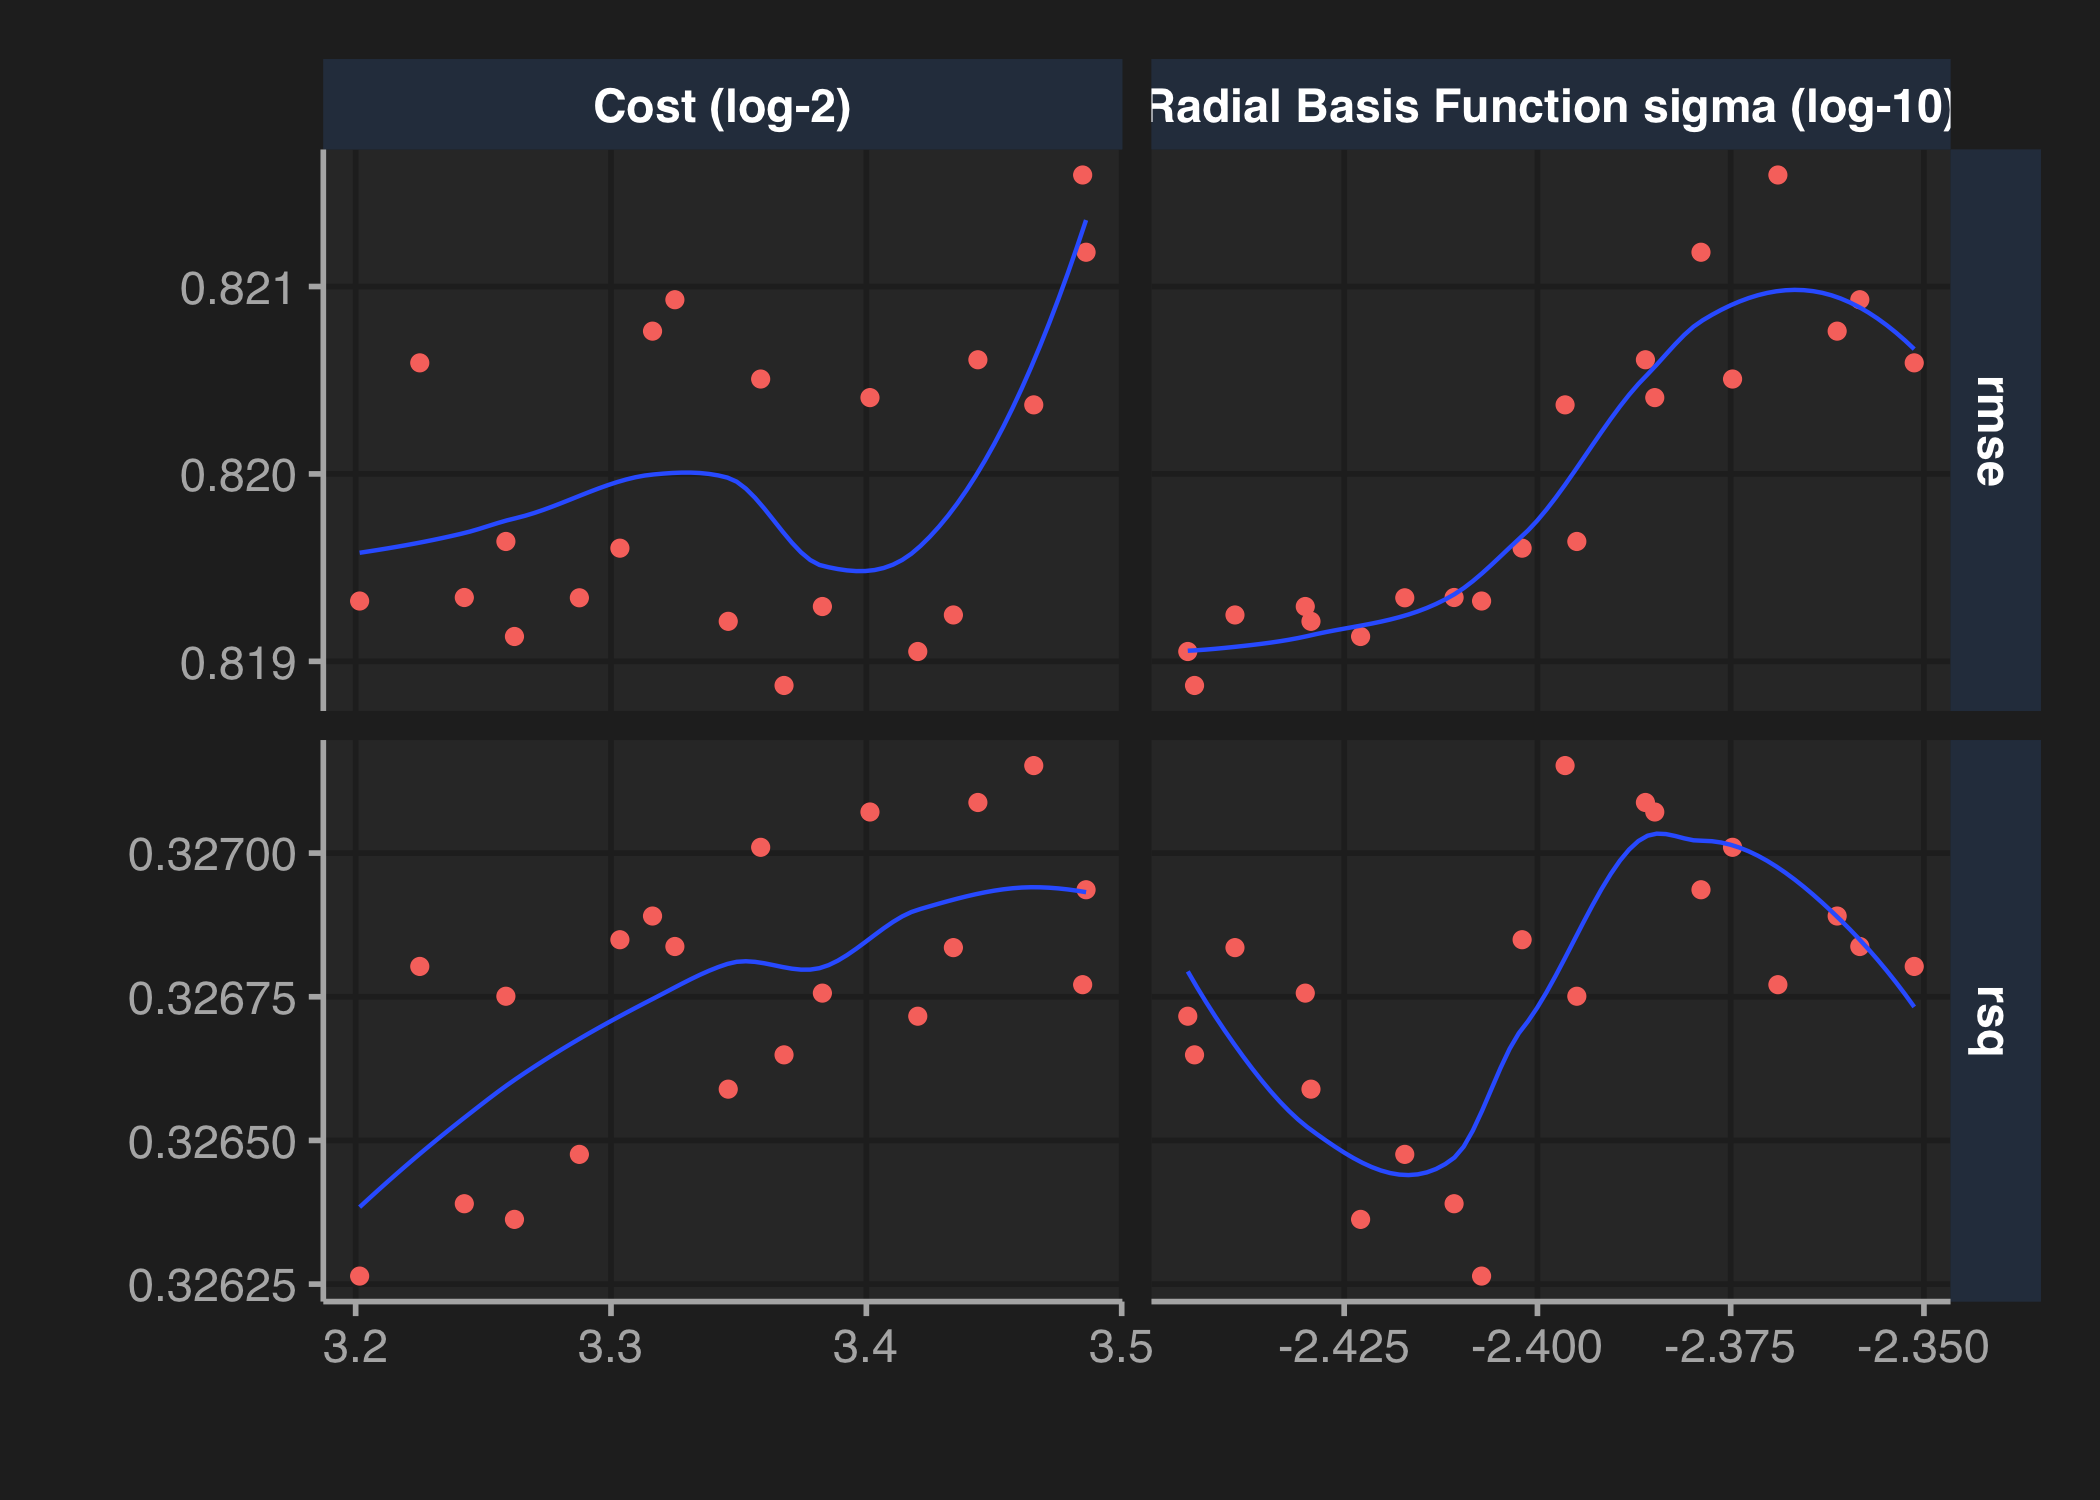 Cost (log-2)
Radial Basis Function sigma (log-10)
0.821
0.820
0.819
rmse
0.32700
0.32675
0.32650
0.32625
rsq
3.2 3.3 3.4 3.5 -2.425 -2.400 -2.375 -2.350